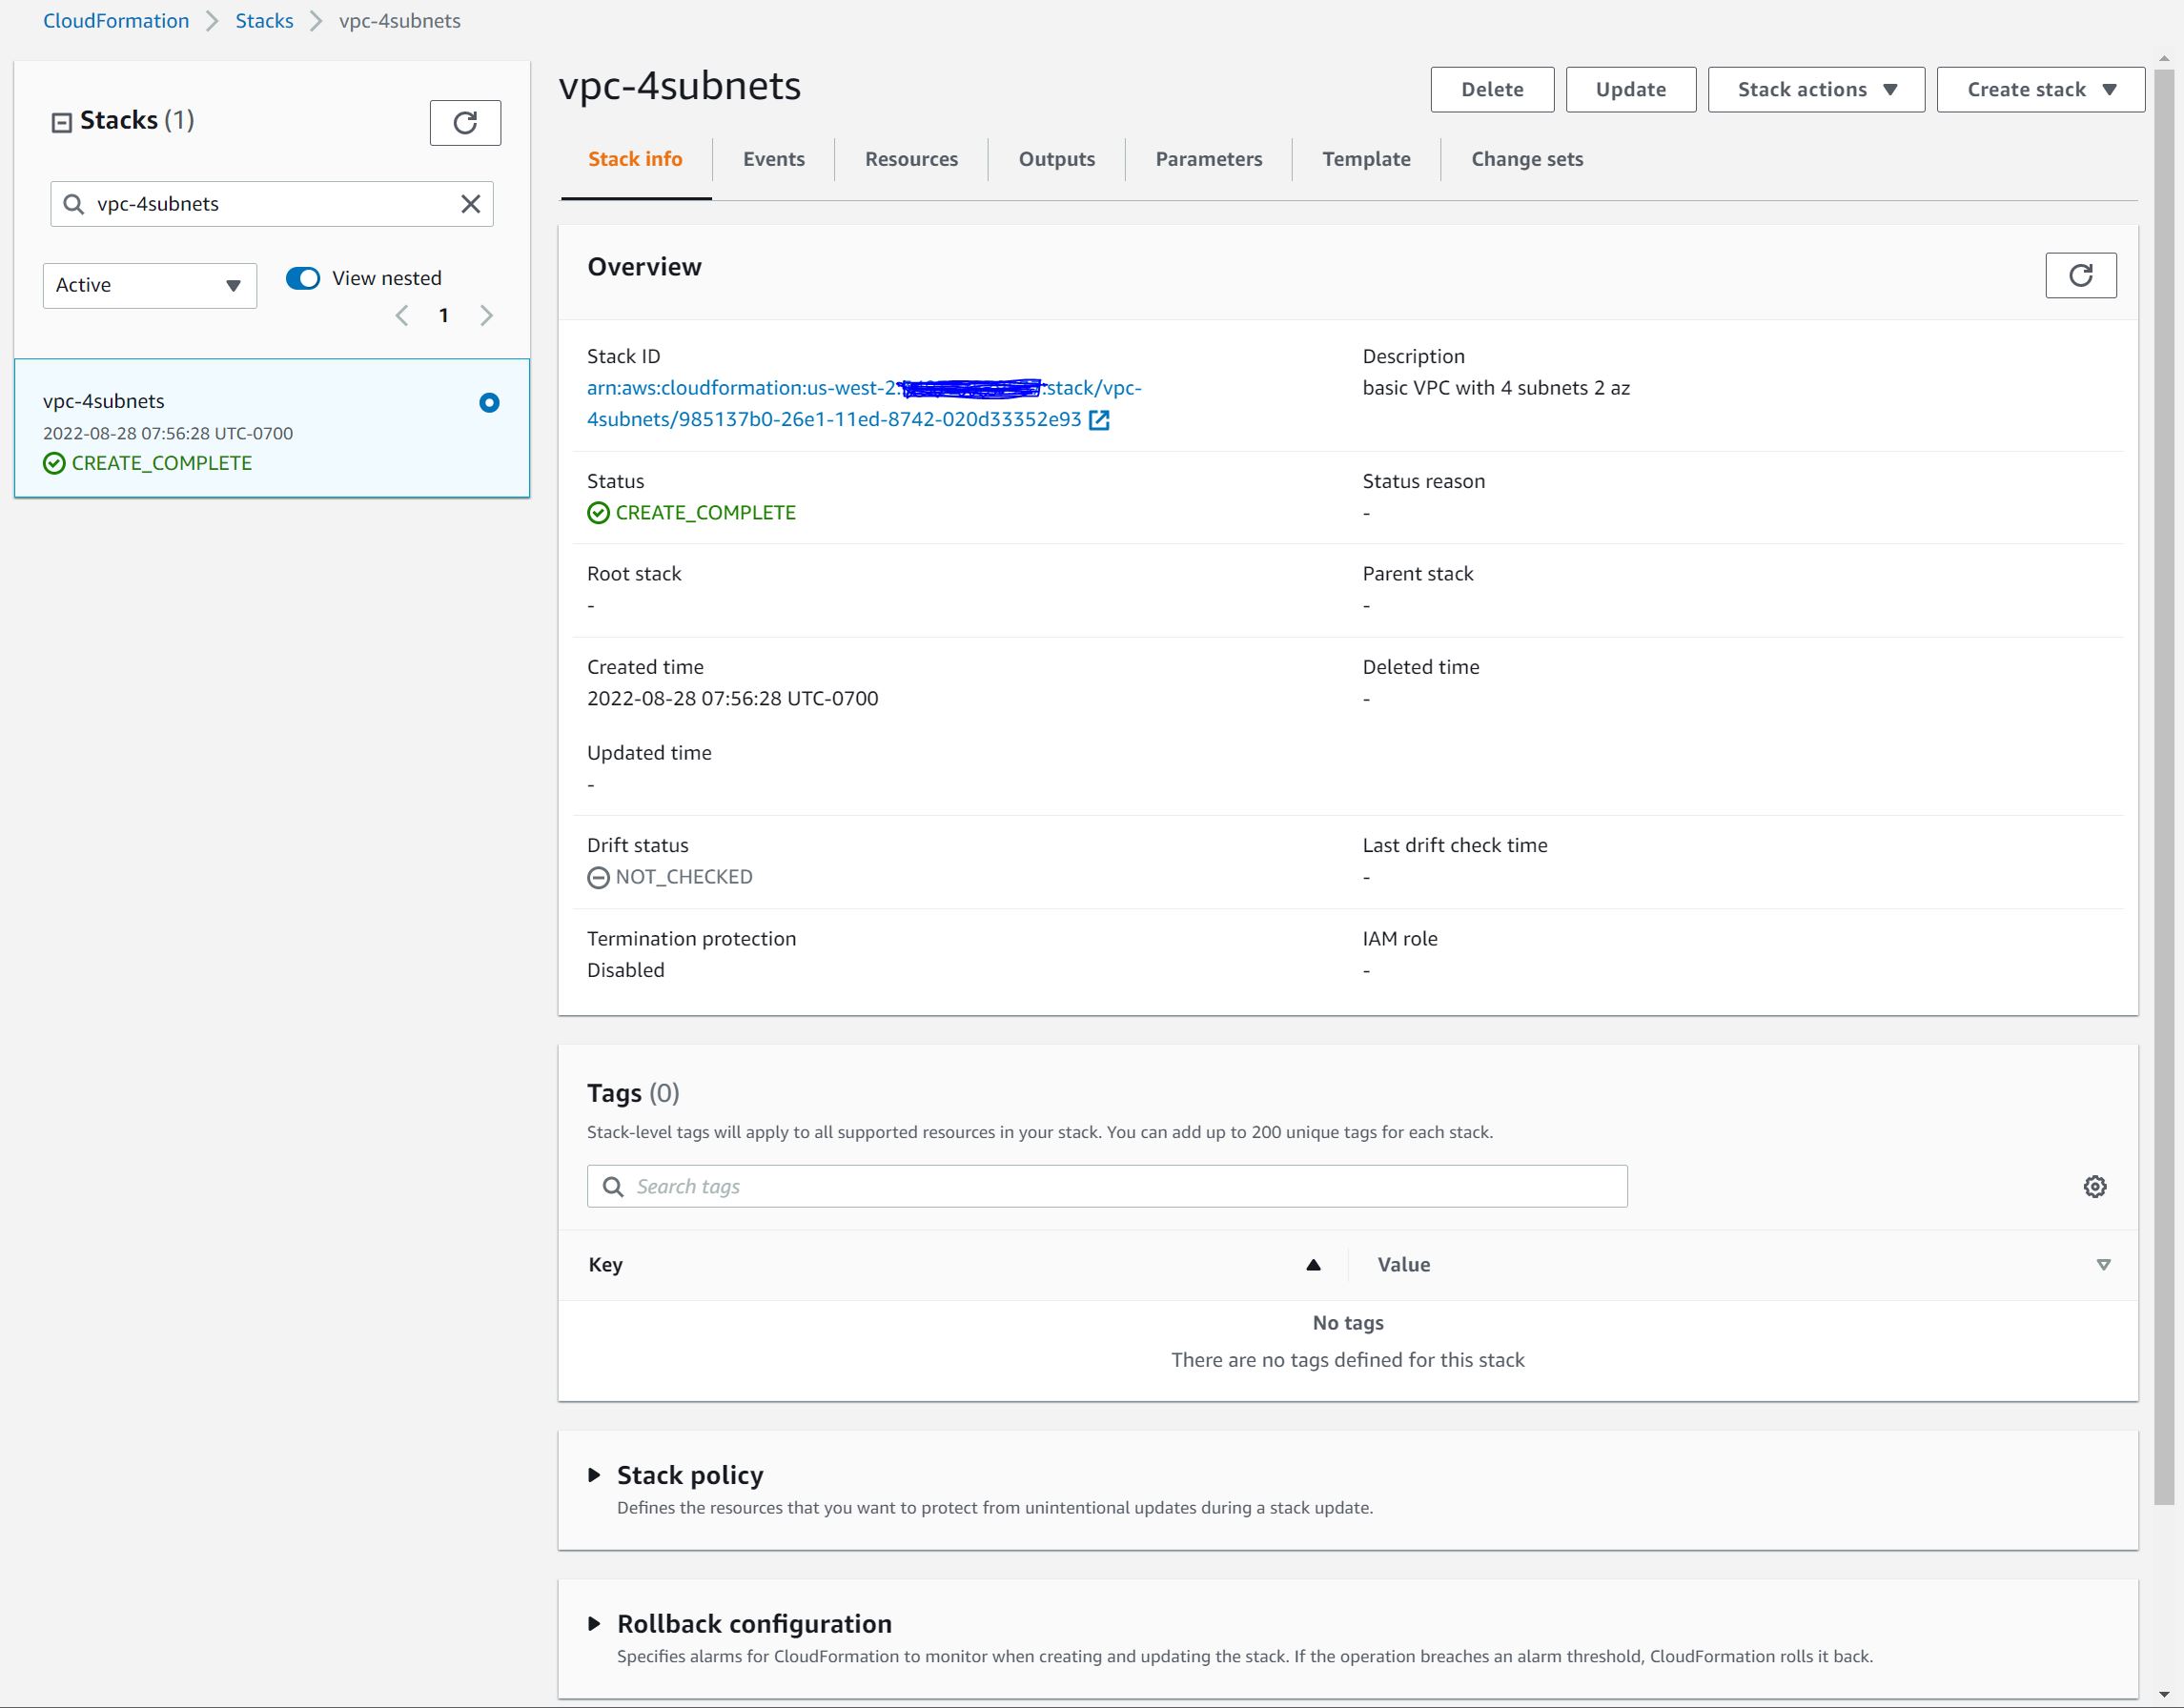 CloudFormation > Stacks > vpc-4subnets
Stacks (1)
vpc-4subnets
Active
View nested
1
vpc-4subnets
2022-08-28 07:56:28 UTC-0700
CREATE_COMPLETE
vpc-4subnets
Delete
Update
Stack actions
Create stack
Stack info
Events
Resources
Outputs
Parameters
Template
Change sets
Overview
Stack ID
arn:aws:cloudformation:us-west-2: :stack/vpc-
4subnets/985137b0-26e1-11ed-8742-020d33352e93
Description
basic VPC with 4 subnets 2 az
Status
CREATE_COMPLETE
Status reason
-
Root stack
-
Parent stack
-
Created time
2022-08-28 07:56:28 UTC-0700
Deleted time
-
Updated time
-
Drift status
NOT_CHECKED
Last drift check time
-
Termination protection
Disabled
IAM role
-
Tags (0)
Stack-level tags will apply to all supported resources in your stack. You can add up to 200 unique tags for each stack.
Search tags
Key
Value
No tags
There are no tags defined for this stack
Stack policy
Defines the resources that you want to protect from unintentional updates during a stack update.
Rollback configuration
Specifies alarms for CloudFormation to monitor when creating and updating the stack. If the operation breaches an alarm threshold, CloudFormation rolls it back.